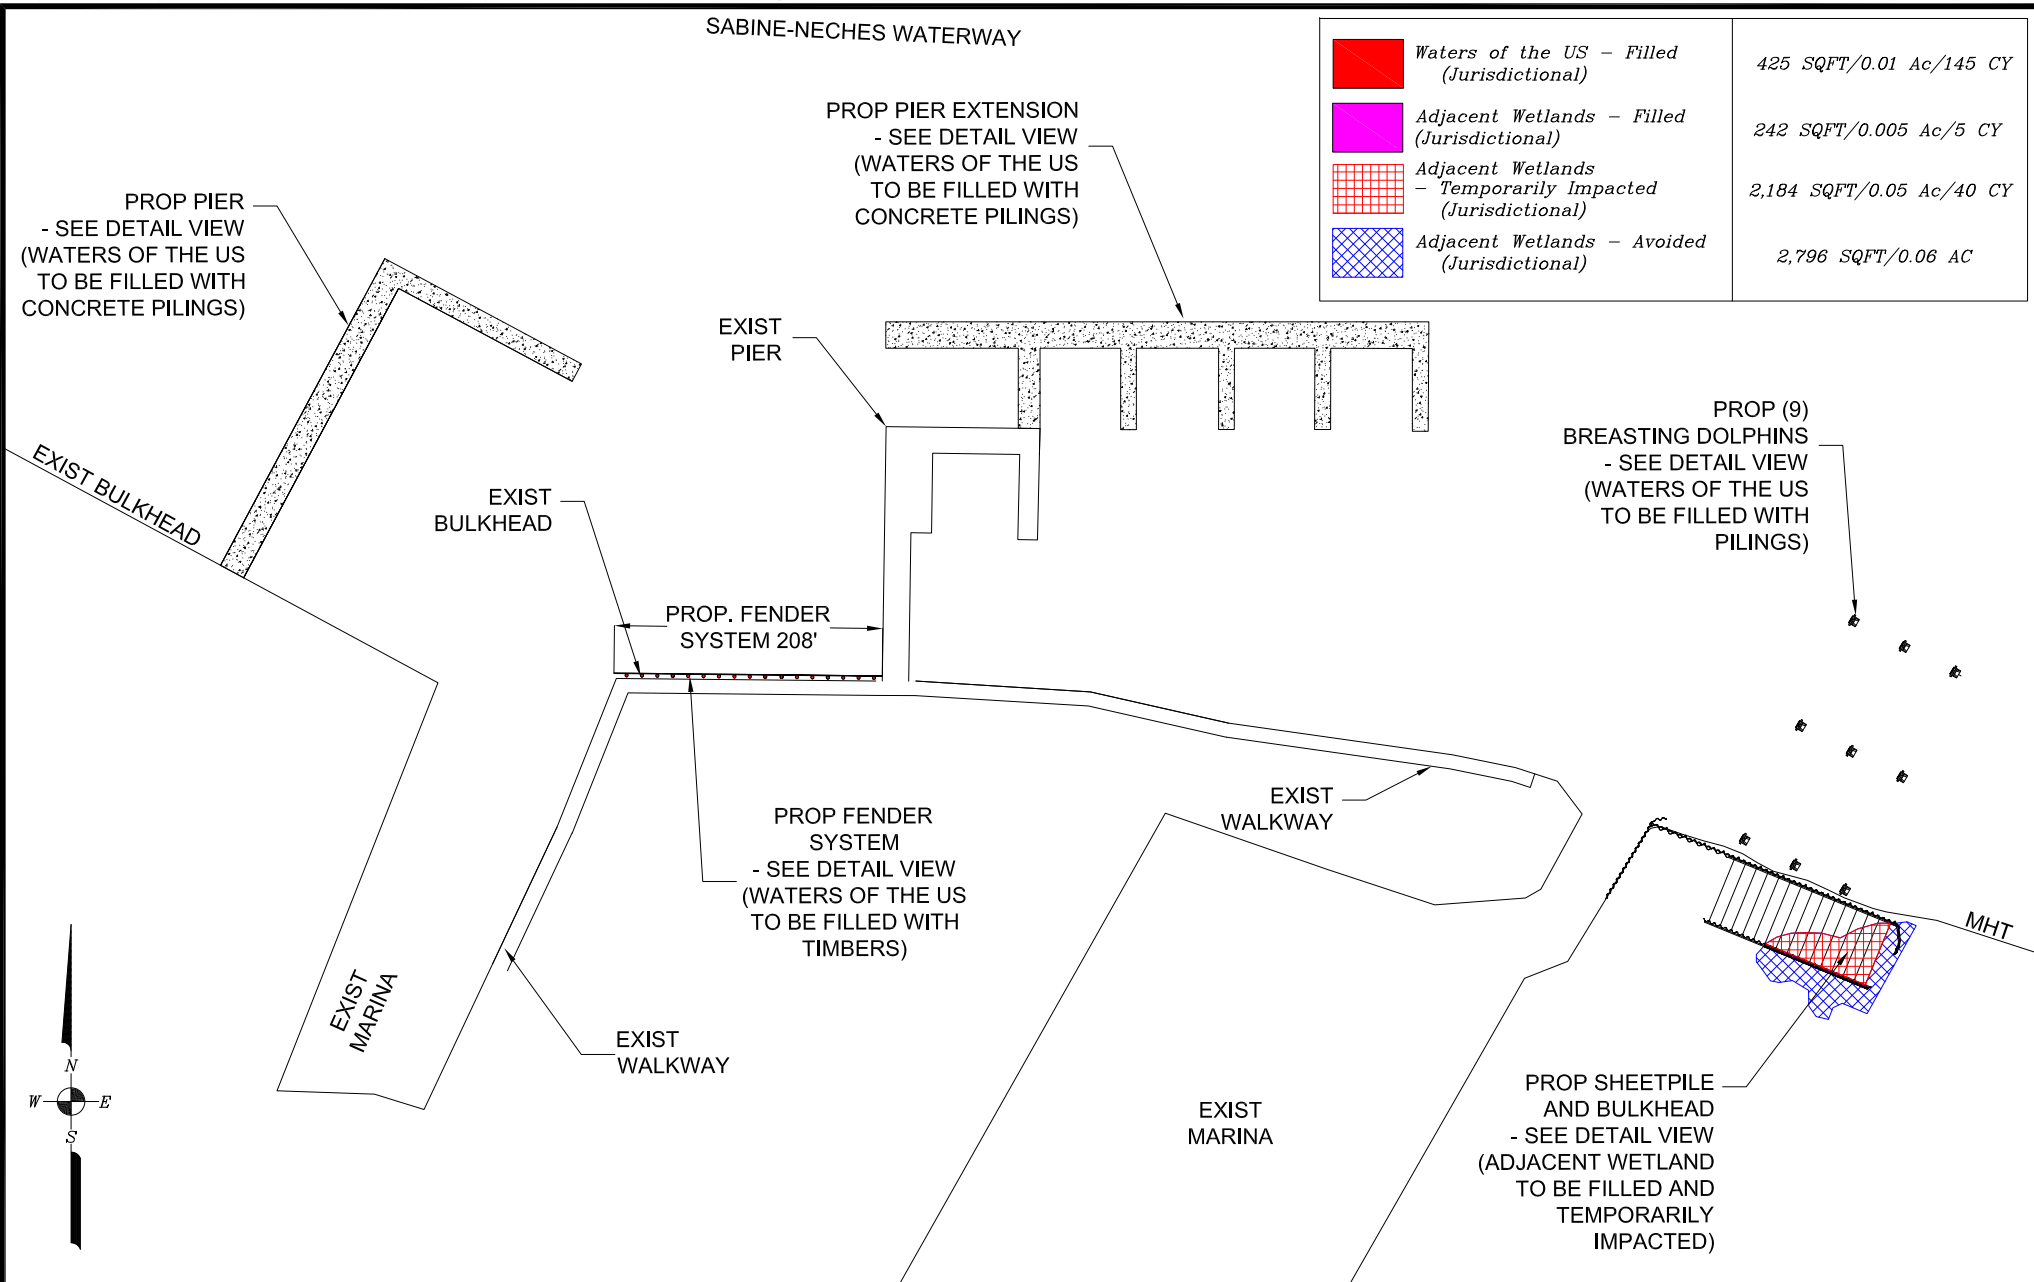 SABINE-NECHES WATERWAY
Waters of the US - Filled
(Jurisdictional)
425 SQFT/0.01 Ac/145 CY
Adjacent Wetlands - Filled
(Jurisdictional)
242 SQFT/0.005 Ac/5 CY
Adjacent Wetlands
- Temporarily Impacted
(Jurisdictional)
2,184 SQFT/0.05 Ac/40 CY
Adjacent Wetlands - Avoided
(Jurisdictional)
2,796 SQFT/0.06 AC
PROP PIER EXTENSION
- SEE DETAIL VIEW
(WATERS OF THE US
TO BE FILLED WITH
CONCRETE PILINGS)
PROP PIER
- SEE DETAIL VIEW
(WATERS OF THE US
TO BE FILLED WITH
CONCRETE PILINGS)
EXIST
PIER
PROP (9)
BREASTING DOLPHINS
- SEE DETAIL VIEW
(WATERS OF THE US
TO BE FILLED WITH
PILINGS)
EXIST BULKHEAD
EXIST
BULKHEAD
PROP. FENDER
SYSTEM 208'
EXIST
WALKWAY
PROP FENDER
SYSTEM
- SEE DETAIL VIEW
(WATERS OF THE US
TO BE FILLED WITH
TIMBERS)
MHT
EXIST
MARINA
EXIST
WALKWAY
EXIST
MARINA
PROP SHEETPILE
AND BULKHEAD
- SEE DETAIL VIEW
(ADJACENT WETLAND
TO BE FILLED AND
TEMPORARILY
IMPACTED)
N
W E
S